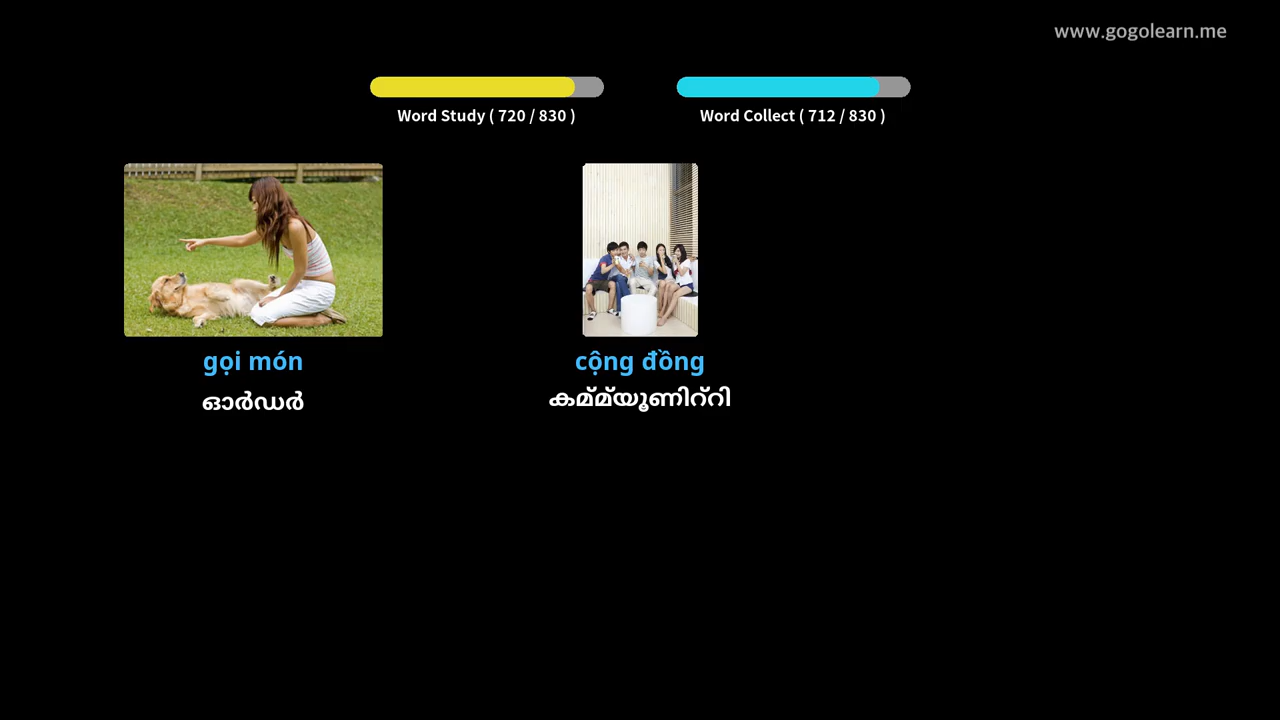 www.gogolearn.me
Word Study ( 720 / 830 )
Word Collect ( 712 / 830 )
gọi món
ഓർഡർ
cộng đồng
കമ്മ്യൂണിറ്റി